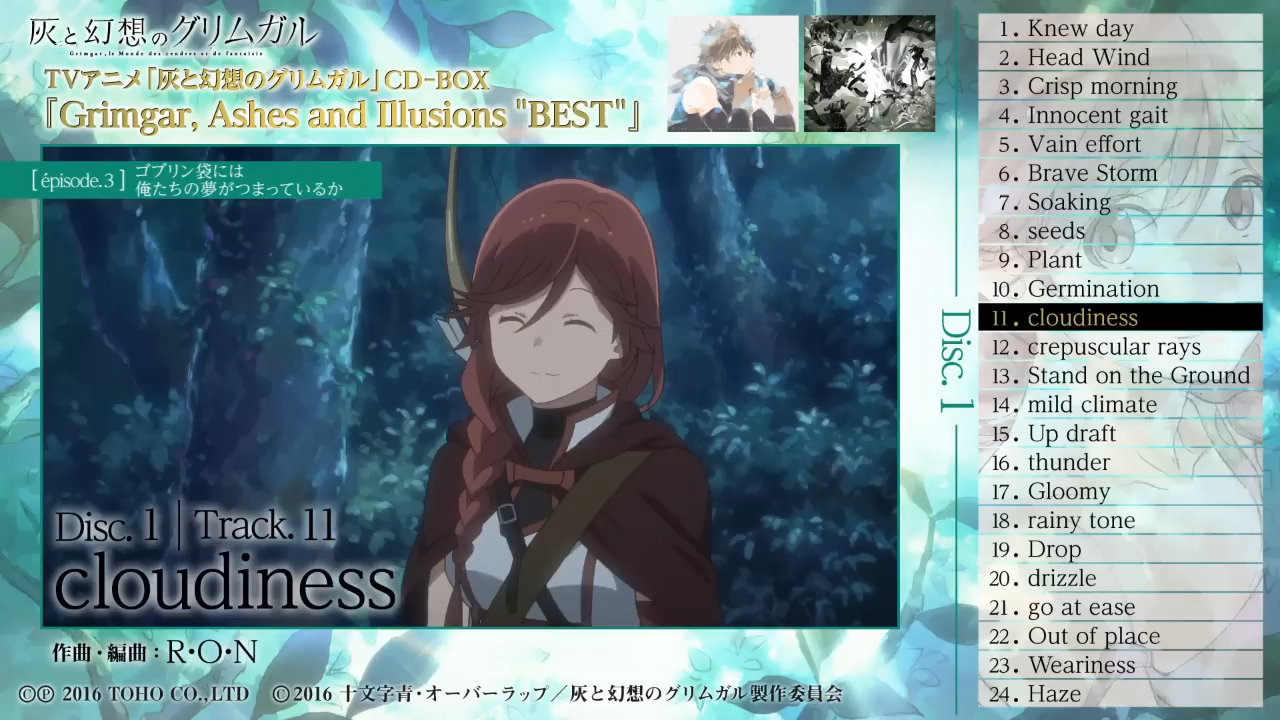 灰と幻想のグリムガル
Grimgar, le Monde des cendres et de fantaisie
TVアニメ「灰と幻想のグリムガル」CD-BOX
『Grimgar, Ashes and Illusions "BEST"』
[épisode.3] ゴブリン袋には
俺たちの夢がつまっているか
Disc. 1 | Track. 11
cloudiness
作曲・編曲：R・O・N
©℗ 2016 TOHO CO.,LTD ©2016 十文字青・オーバーラップ／灰と幻想のグリムガル製作委員会
Disc. 1
1. Knew day
2. Head Wind
3. Crisp morning
4. Innocent gait
5. Vain effort
6. Brave Storm
7. Soaking
8. seeds
9. Plant
10. Germination
11. cloudiness
12. crepuscular rays
13. Stand on the Ground
14. mild climate
15. Up draft
16. thunder
17. Gloomy
18. rainy tone
19. Drop
20. drizzle
21. go at ease
22. Out of place
23. Weariness
24. Haze